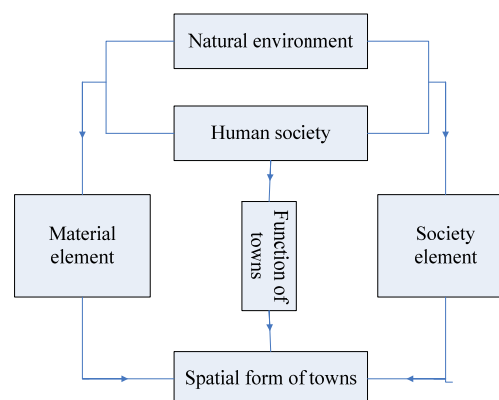 Natural environment
Human society
Material
element
Function of
towns
Society
element
Spatial form of towns